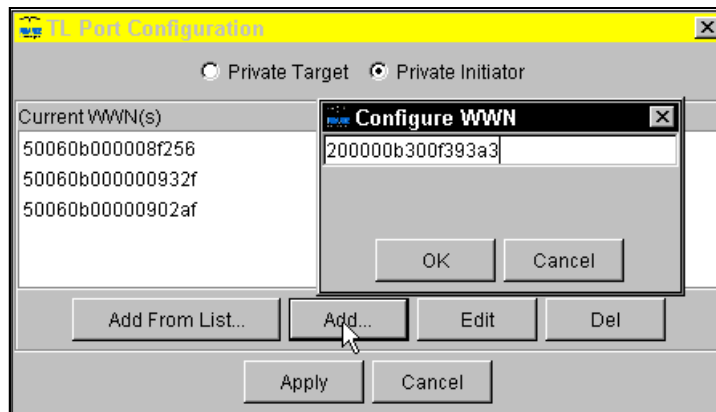 TL Port Configuration
Private Target Private Initiator
Current WWN(s)
50060b000008f256
50060b000000932f
50060b00000902af
Configure WWN
200000b300f393a3
OK Cancel
Add From List... Add... Edit Del
Apply Cancel